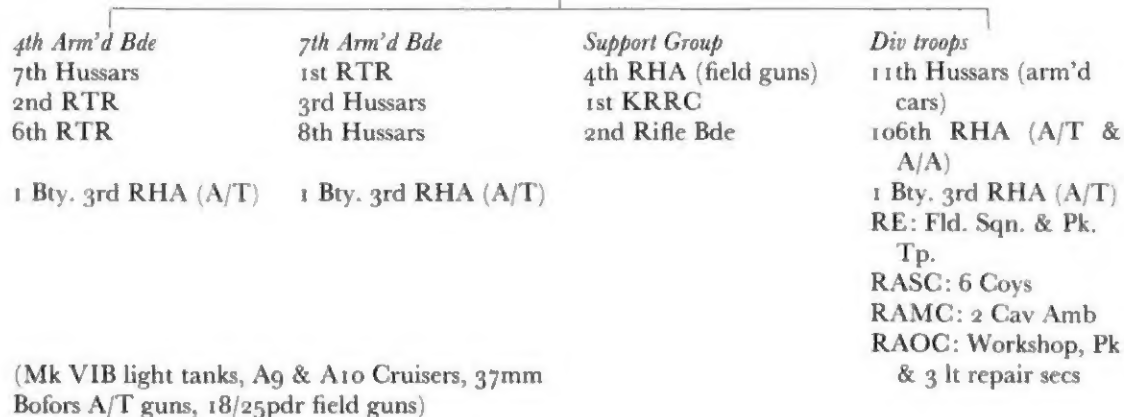 4th Arm'd Bde
7th Hussars
2nd RTR
6th RTR
1 Bty. 3rd RHA (A/T)
7th Arm'd Bde
1st RTR
3rd Hussars
8th Hussars
1 Bty. 3rd RHA (A/T)
Support Group
4th RHA (field guns)
1st KRRC
2nd Rifle Bde
Div troops
11th Hussars (arm'd
cars)
106th RHA (A/T &
A/A)
1 Bty. 3rd RHA (A/T)
RE: Fld. Sqn. & Pk.
Tp.
RASC: 6 Coys
RAMC: 2 Cav Amb
RAOC: Workshop, Pk
& 3 lt repair secs
(Mk VIB light tanks, A9 & A10 Cruisers, 37mm
Bofors A/T guns, 18/25pdr field guns)